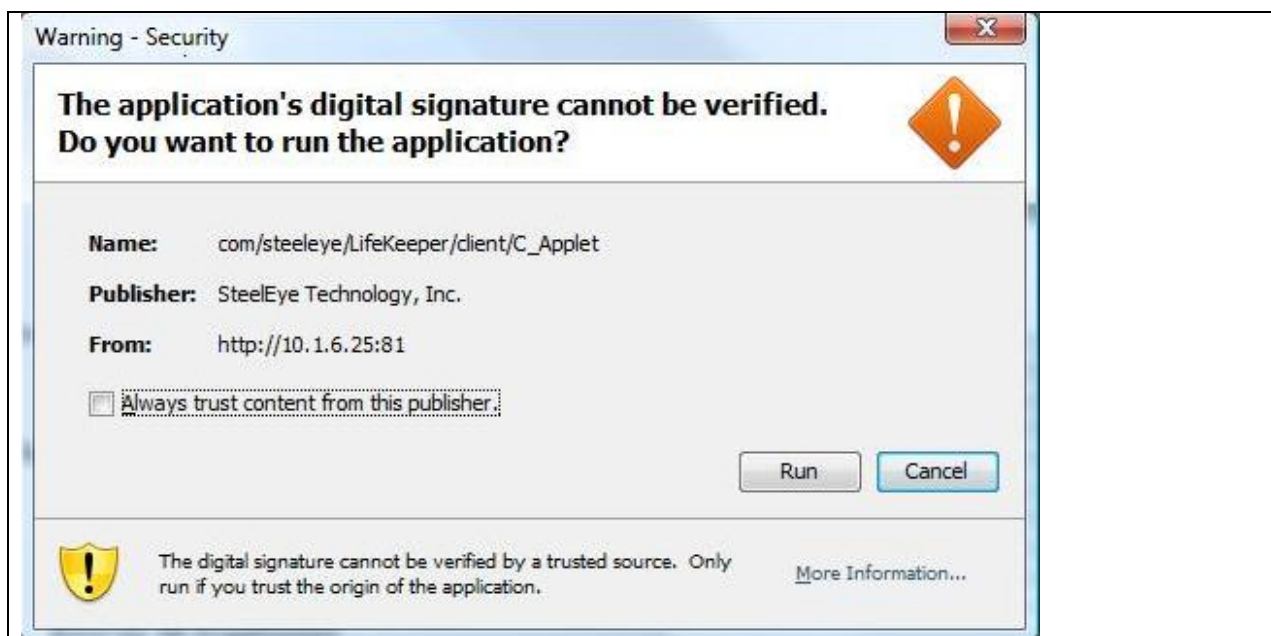 Warning - Security
The application's digital signature cannot be verified.
Do you want to run the application?
Name: com/steeleye/LifeKeeper/client/C_Applet
Publisher: SteelEye Technology, Inc.
From: http://10.1.6.25:81
Always trust content from this publisher.
Run Cancel
The digital signature cannot be verified by a trusted source. Only
run if you trust the origin of the application.
More Information...